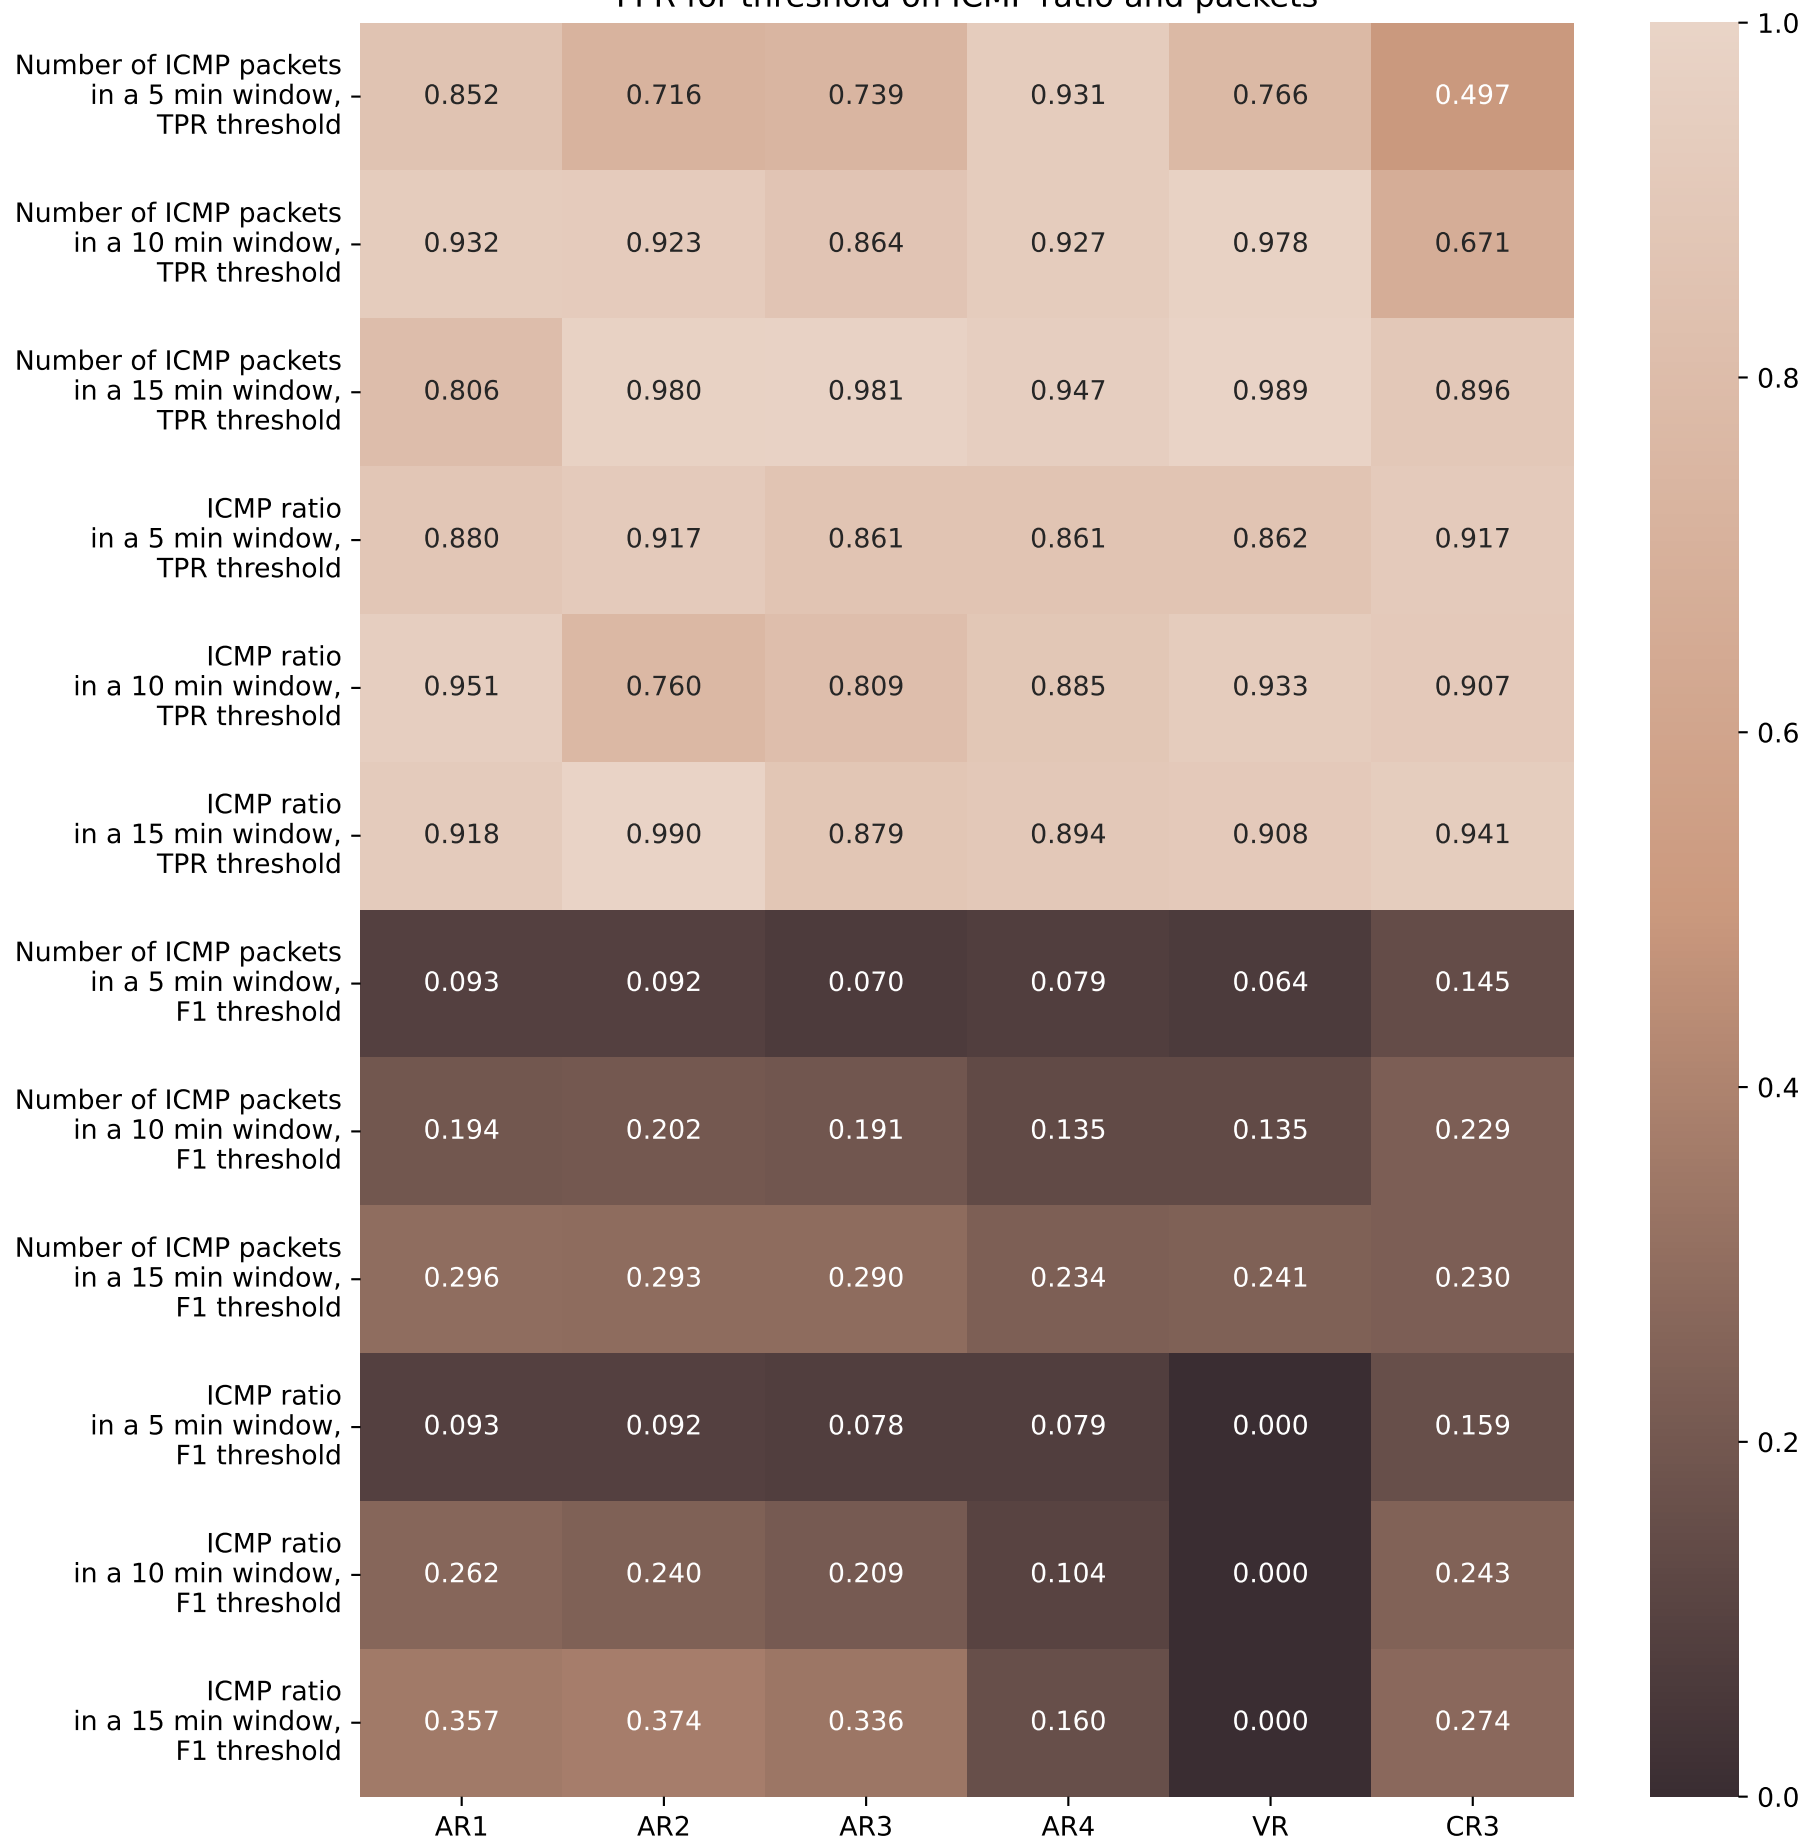 for threshold on ICMP ratio and packets
Number of ICMP packets
in a 5 min window,
TPR threshold
0.852 0.716 0.739 0.931 0.766 0.497
Number of ICMP packets
in a 10 min window,
TPR threshold
0.932 0.923 0.864 0.927 0.978 0.671
Number of ICMP packets
in a 15 min window,
TPR threshold
0.806 0.980 0.981 0.947 0.989 0.896
ICMP ratio
in a 5 min window,
TPR threshold
0.880 0.917 0.861 0.861 0.862 0.917
ICMP ratio
in a 10 min window,
TPR threshold
0.951 0.760 0.809 0.885 0.933 0.907
ICMP ratio
in a 15 min window,
TPR threshold
0.918 0.990 0.879 0.894 0.908 0.941
Number of ICMP packets
in a 5 min window,
F1 threshold
0.093 0.092 0.070 0.079 0.064 0.145
Number of ICMP packets
in a 10 min window,
F1 threshold
0.194 0.202 0.191 0.135 0.135 0.229
Number of ICMP packets
in a 15 min window,
F1 threshold
0.296 0.293 0.290 0.234 0.241 0.230
ICMP ratio
in a 5 min window,
F1 threshold
0.093 0.092 0.078 0.079 0.000 0.159
ICMP ratio
in a 10 min window,
F1 threshold
0.262 0.240 0.209 0.104 0.000 0.243
ICMP ratio
in a 15 min window,
F1 threshold
0.357 0.374 0.336 0.160 0.000 0.274
AR1 AR2 AR3 AR4 VR CR3
1.0
0.8
0.6
0.4
0.2
0.0